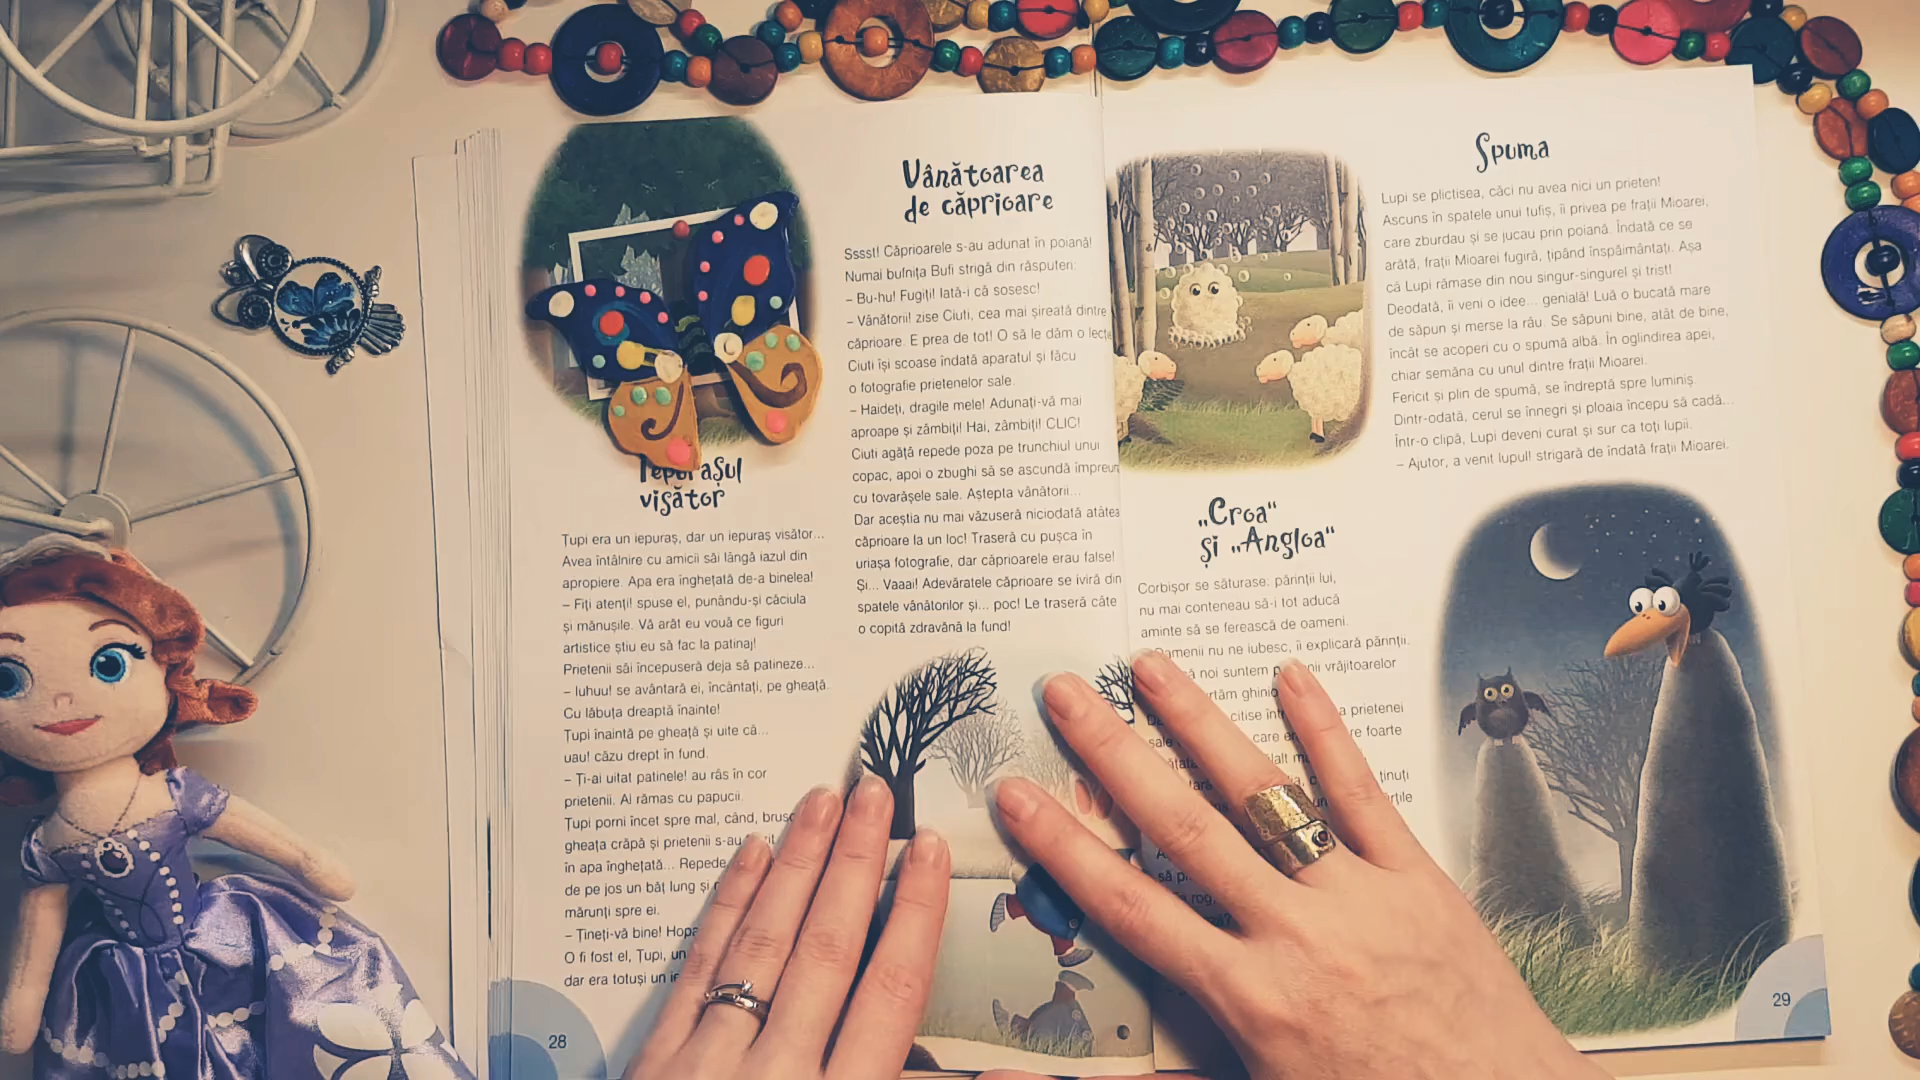 Iepurașul
visător
Tupi era un iepuraș, dar un iepuraș visător...
Avea întâlnire cu amicii săi lângă iazul din
apropiere. Apa era înghețată de-a binelea!
– Fiți atenți! spuse el, punându-și căciula
și mănușile. Vă arăt eu vouă ce figuri
artistice știu eu să fac la patinaj!
Prietenii săi începuseră deja să patineze...
– Iuhuu! se avântară ei, încântați, pe gheață.
Cu lăbuța dreaptă înainte!
Țupi înaintă pe gheață și uite că...
uau! căzu drept în fund.
– Ți-ai uitat patinele! au râs în cor
prietenii. Ai rămas cu papucii.
Țupi porni încet spre mal, când, brusc
gheața crăpă și prietenii s-au
în apa înghețată... Repede
de pe jos un băț lung și
mărunți spre ei.
– Țineți-vă bine! Hopa
O fi fost el, Țupi, un
dar era totuși un
28
Vânătoarea
de căprioare
Sssst! Căprioarele s-au adunat în poiană!
Numai bufnița Bufi strigă din răsputeri:
– Bu-hu! Fugiți! Iată-i că sosesc!
– Vânătorii! zise Ciuti, cea mai șireată dintre
căprioare. E prea de tot! O să le dăm o
Ciuti își scoase îndată aparatul și făcu
o fotografie prietenelor sale.
– Haideți, dragile mele! Adunați-vă mai
aproape și zâmbiți! Hai, zâmbiți! CLIC!
Ciuti agăță repede poza pe trunchiul unui
copac, apoi o zbughi să se ascundă
cu tovarășele sale. Aștepta vânătorii...
Dar aceștia nu mai văzuseră niciodată atâtea
căprioare la un loc! Traseră cu pușca în
uriașa fotografie, dar căprioarele erau false!
Și... Vaaai! Adevăratele căprioare se iviră din
spatele vânătorilor și... poc! Le traseră câte
o copită zdravănă la fund!
Spuma
Lupi se plictisea, căci nu avea nici un prieten!
Ascuns în spatele unui tufiș, îi privea pe frații Mioarei,
care zburdau și se jucau prin poiană. Îndată ce se
arătă, frații Mioarei fugiră, țipând înspăimântați. Așa
că Lupi rămase din nou singur-singurel și trist!
Deodată, îi veni o idee... genială! Luă o bucată mare
de săpun și merse la râu. Se săpuni bine, atât de bine,
încât se acoperi cu o spumă albă. În oglindirea apei,
chiar semăna cu unul dintre frații Mioarei.
Fericit și plin de spumă, se îndreptă spre luminiș.
Dintr-odată, cerul se înnegri și ploaia începu să cadă...
Într-o clipă, Lupi deveni curat și sur ca toți lupii.
– Ajutor, a venit lupul! strigară de îndată frații Mioarei.
„Croa“
și „Angloa“
Corbișor se săturase: părinții lui,
nu mai conteneau să-i tot aducă
aminte să se ferească de oameni.
Oamenii nu ne iubesc, îi explicară părinții.
că noi suntem vrăjitoarelor
ghinion
citise prietenei
sale care foarte
ținuți
29